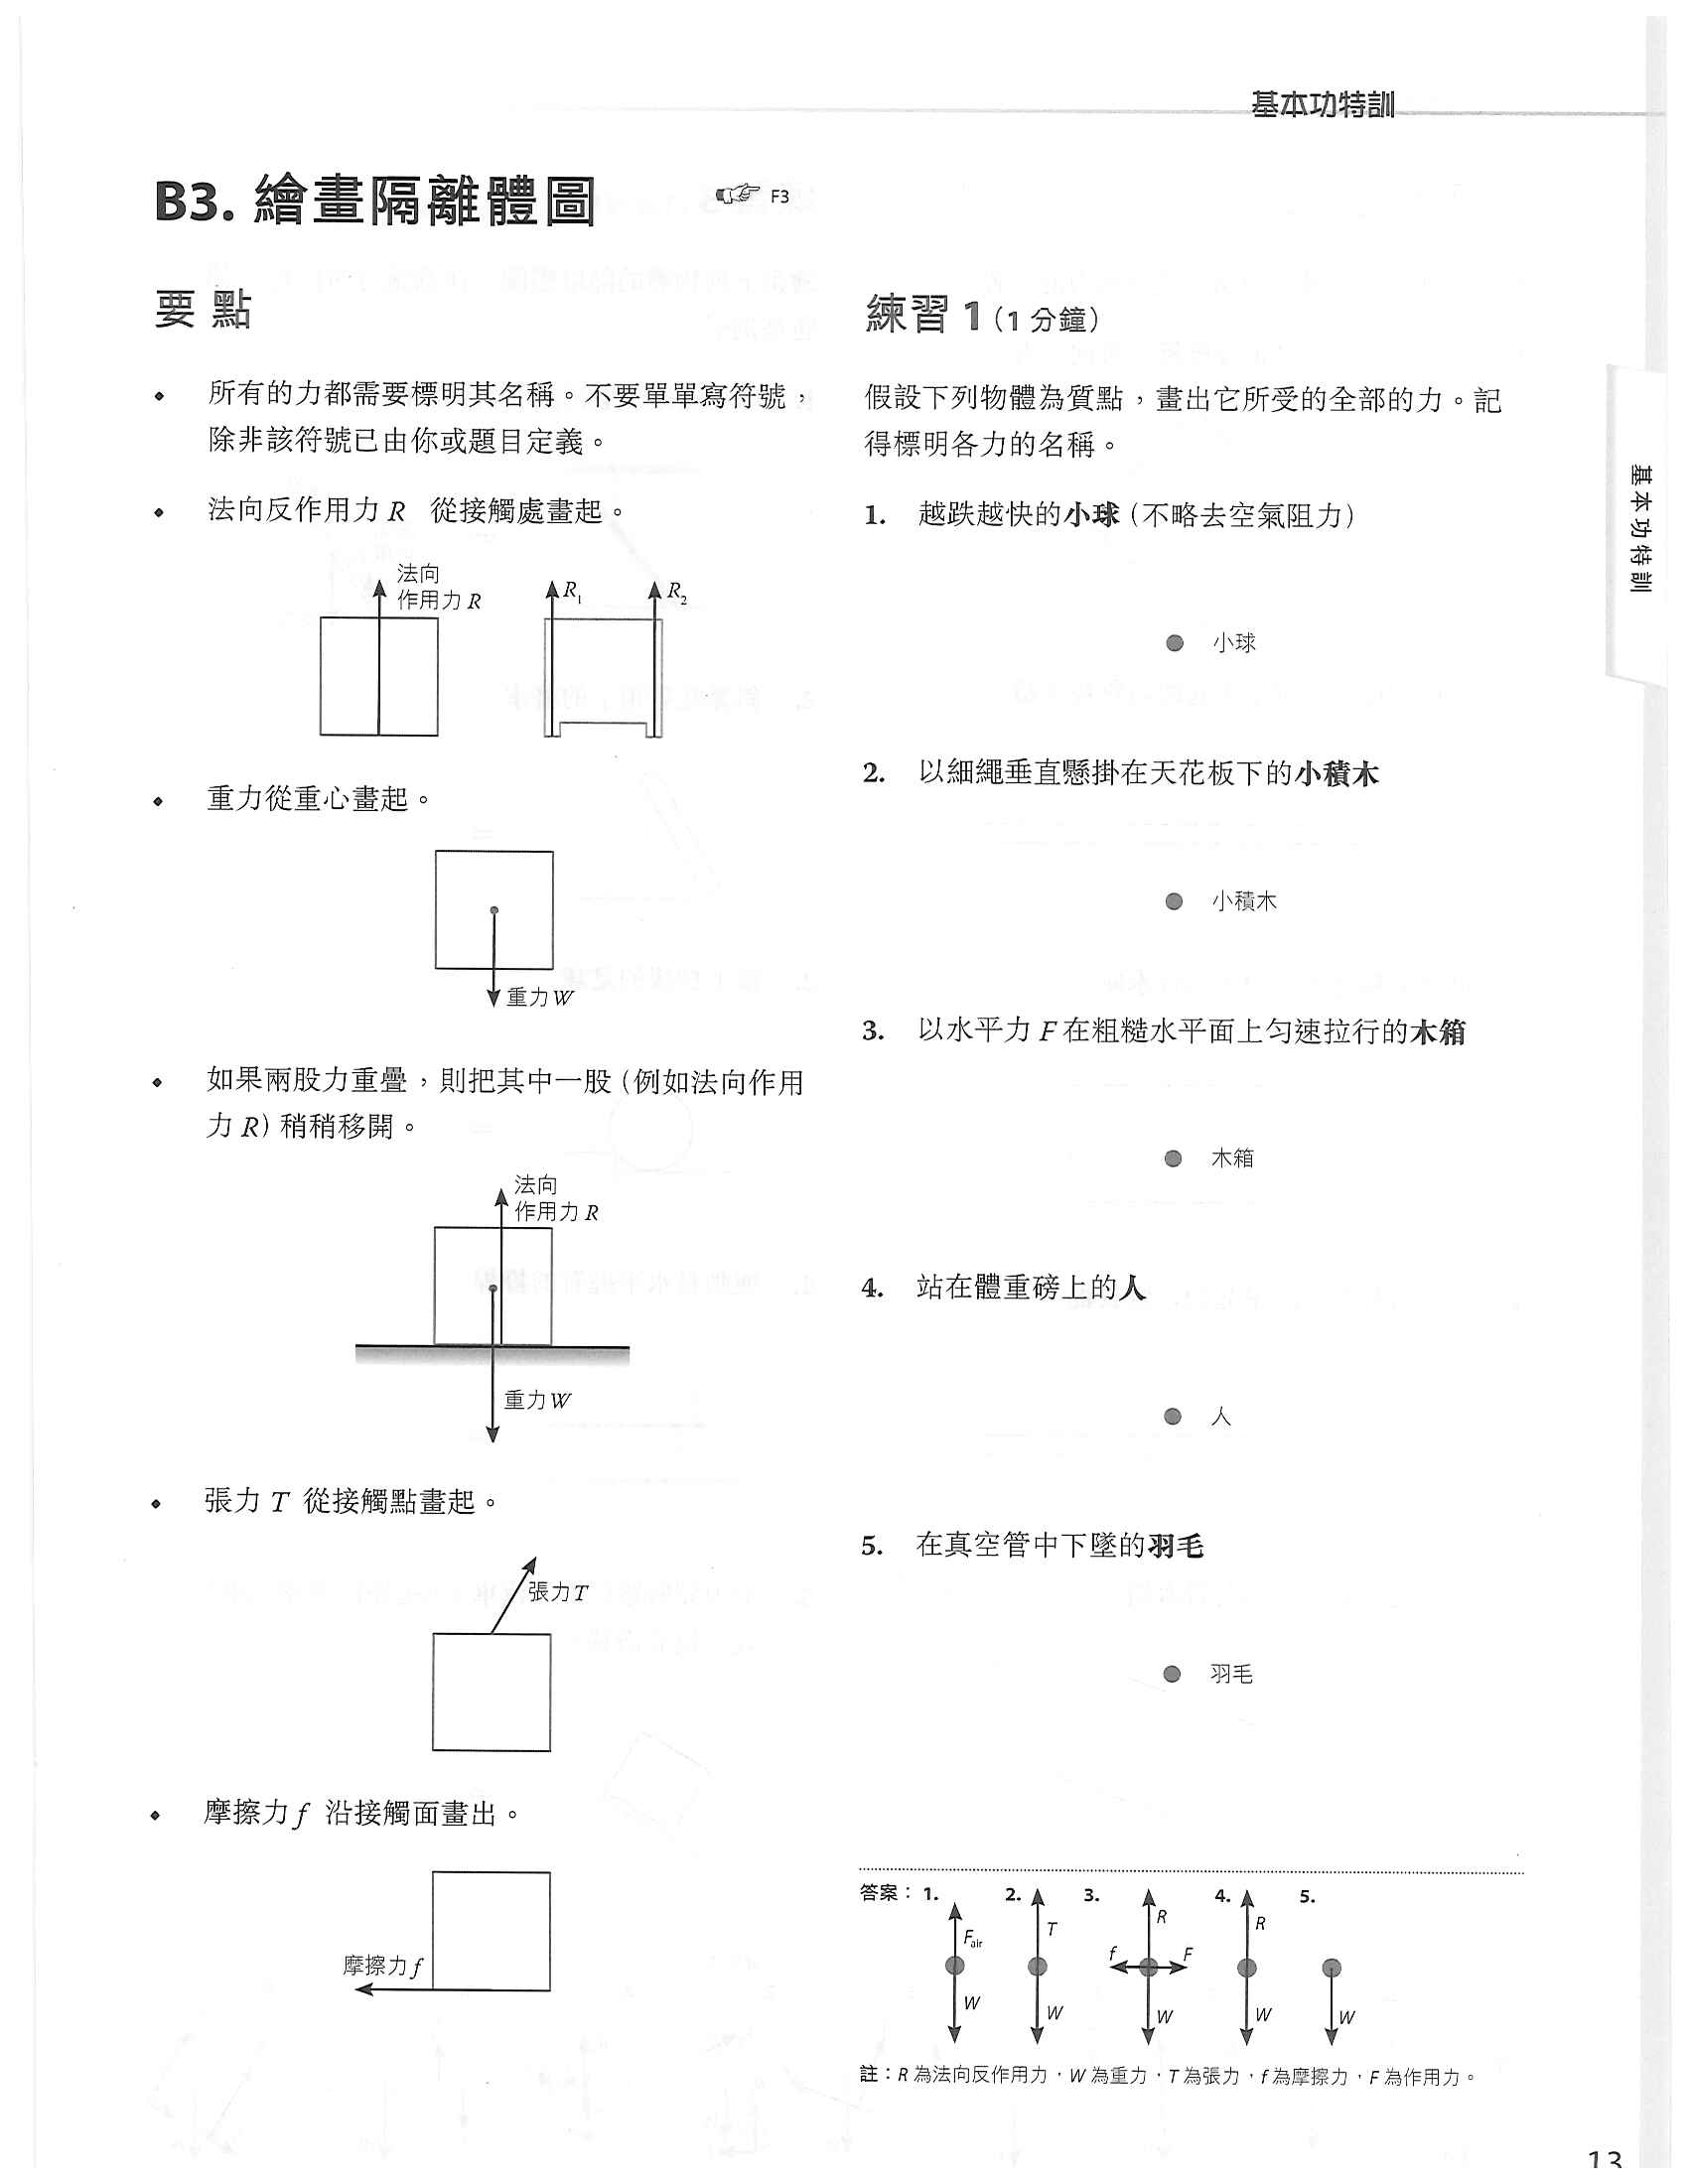 基本功特訓
B3. 繪畫隔離體圖
F3
要點
• 所有的力都需要標明其名稱。不要單單寫符號，
除非該符號已由你或題目定義。
• 法向反作用力 R 從接觸處畫起。
法向
作用力 R
R1
R2
• 重力從重心畫起。
重力 W
• 如果兩股力重疊，則把其中一股（例如法向作用
力 R）稍稍移開。
法向
作用力 R
重力 W
• 張力 T 從接觸點畫起。
張力 T
• 摩擦力 f 沿接觸面畫出。
摩擦力 f
練習 1（1 分鐘）
假設下列物體為質點，畫出它所受的全部的力。記
得標明各力的名稱。
1. 越跌越快的小球（不略去空氣阻力）
小球
2. 以細繩垂直懸掛在天花板下的小積木
小積木
3. 以水平力 F 在粗糙水平面上勻速拉行的木箱
木箱
4. 站在體重磅上的人
人
5. 在真空管中下墜的羽毛
羽毛
答案： 1. 2. 3. 4. 5.
Fair
W
T
W
R
f
F
W
R
W
W
註：R 為法向反作用力，W 為重力，T 為張力，f 為摩擦力，F 為作用力。
基本功特訓
13